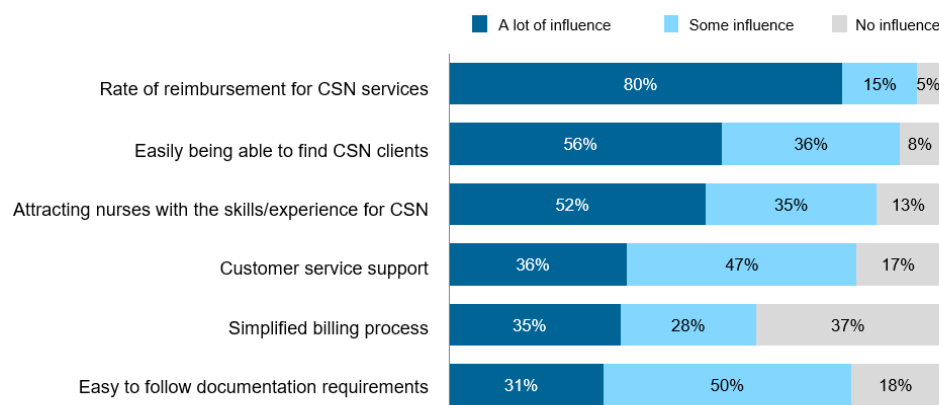 A lot of influence Some influence No influence
Rate of reimbursement for CSN services 80% 15% 5%
Easily being able to find CSN clients 56% 36% 8%
Attracting nurses with the skills/experience for CSN 52% 35% 13%
Customer service support 36% 47% 17%
Simplified billing process 35% 28% 37%
Easy to follow documentation requirements 31% 50% 18%